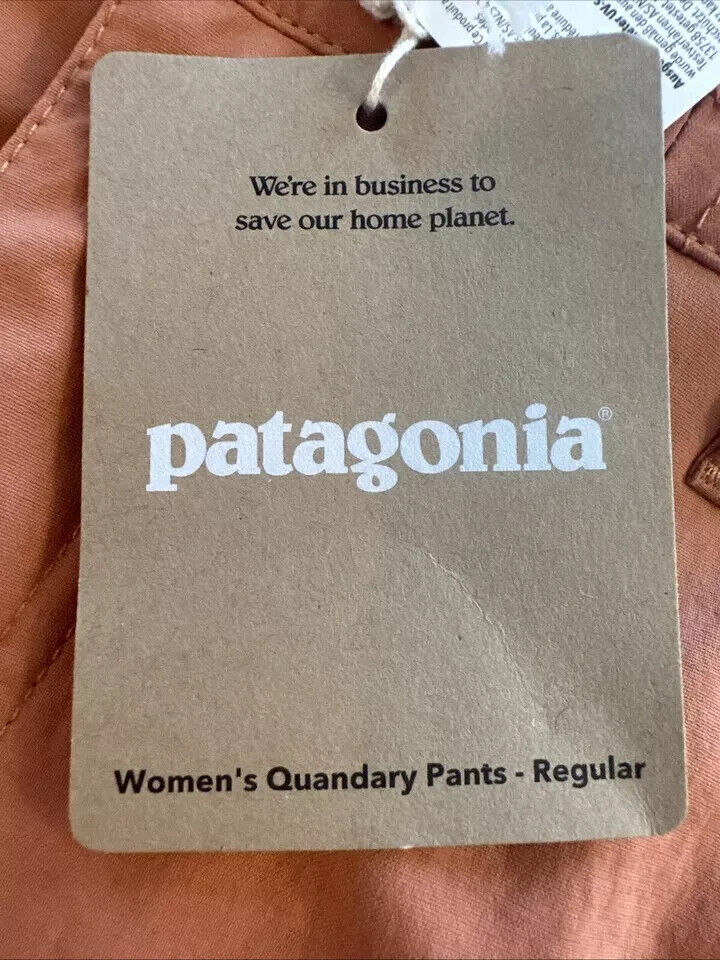 We're in business to
save our home planet.
patagonia®
Women's Quandary Pants - Regular